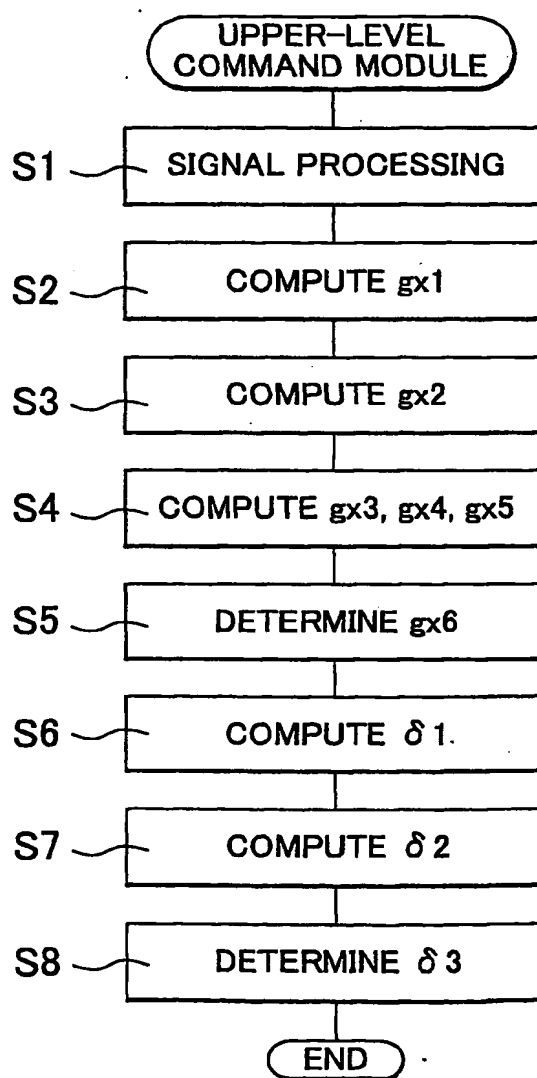 UPPER-LEVEL
COMMAND MODULE
S1 SIGNAL PROCESSING
S2 COMPUTE gx1
S3 COMPUTE gx2
S4 COMPUTE gx3, gx4, gx5
S5 DETERMINE gx6
S6 COMPUTE δ1
S7 COMPUTE δ2
S8 DETERMINE δ3
END